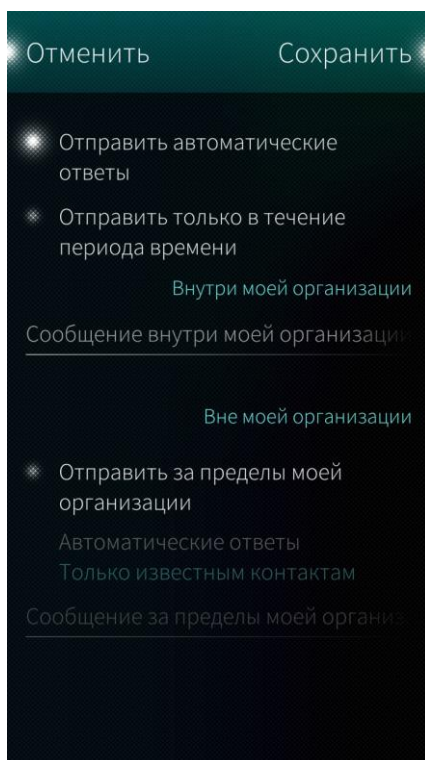 Отменить Сохранить
Отправить автоматические
ответы
Отправить только в течение
периода времени
Внутри моей организации
Сообщение внутри моей организаци
Вне моей организации
Отправить за пределы моей
организации
Автоматические ответы
Только известным контактам
Сообщение за пределы моей организ